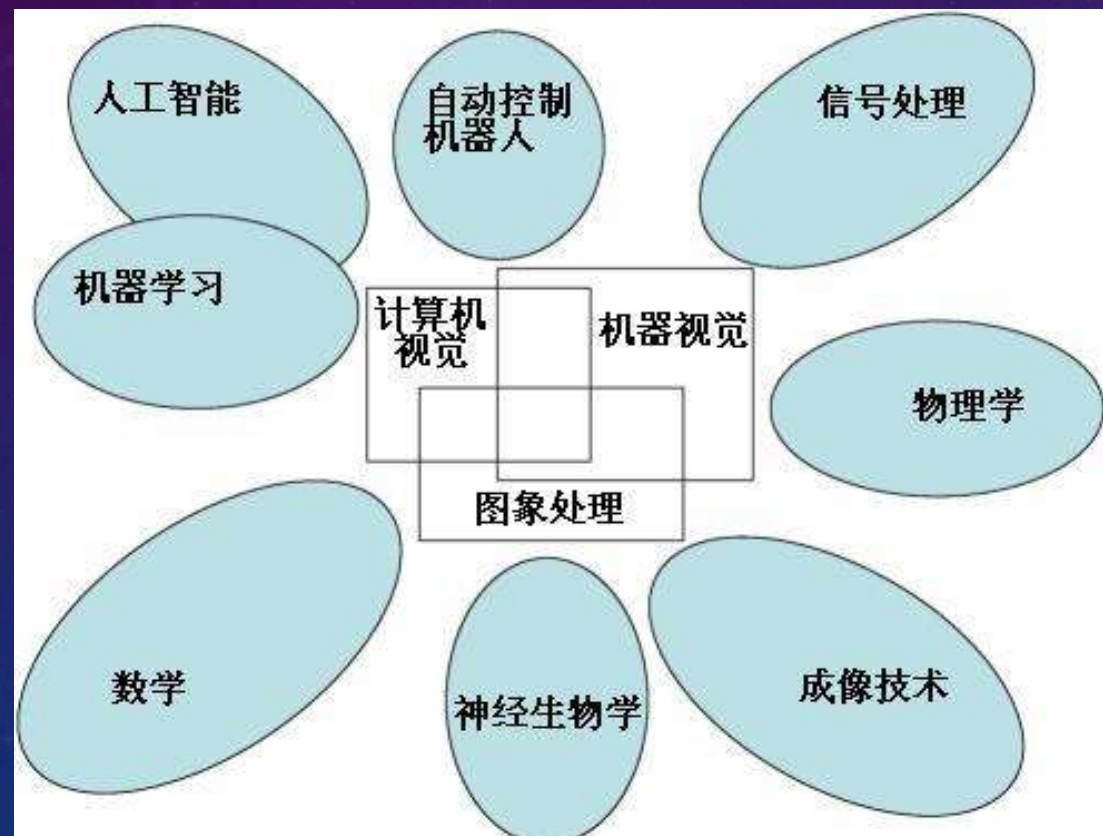 人工智能
自动控制
机器人
信号处理
机器学习
计算机
视觉
机器视觉
物理学
图象处理
数学
神经生物学
成像技术